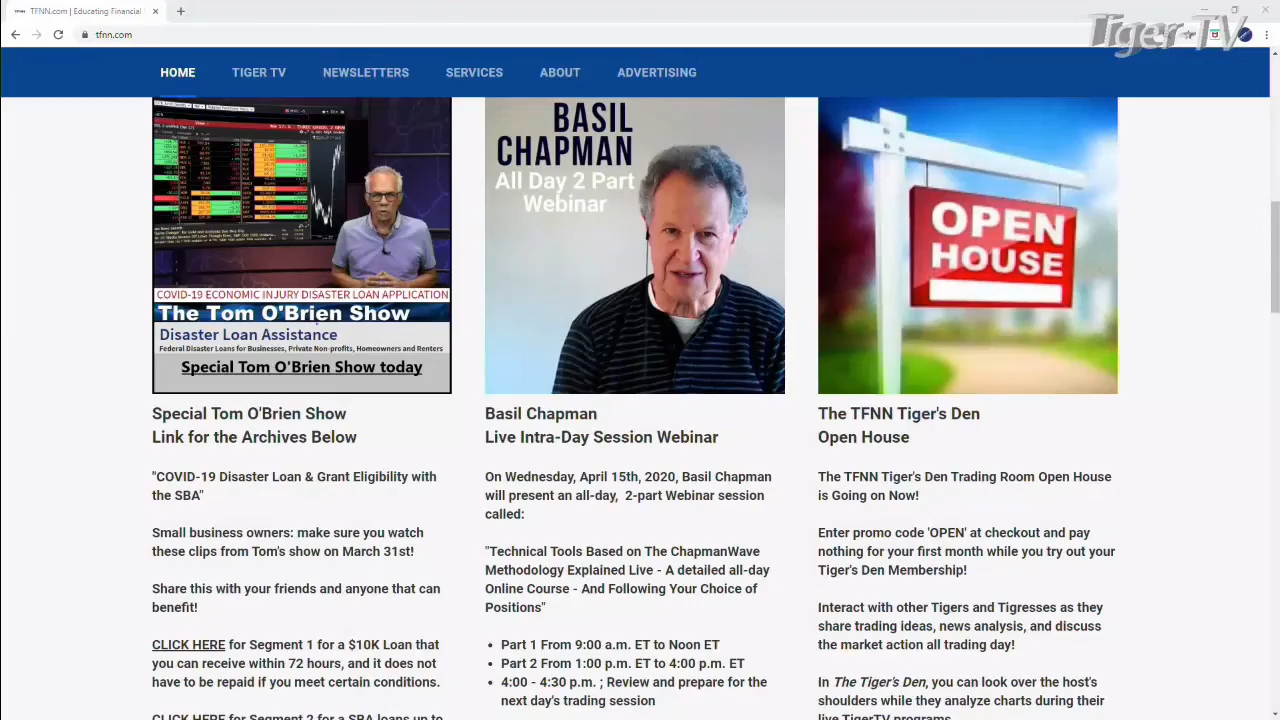 TFNN.com | Educating Financial
tfnn.com
Tiger-TV
HOME
TIGER TV
NEWSLETTERS
SERVICES
ABOUT
ADVERTISING
COVID-19 ECONOMIC INJURY DISASTER LOAN APPLICATION
The Tom O'Brien Show
Disaster Loan Assistance
Federal Disaster Loans for Businesses, Private Non-profits, Homeowners and Renters
Special Tom O'Brien Show today
Special Tom O'Brien Show
Link for the Archives Below
"COVID-19 Disaster Loan & Grant Eligibility with
the SBA"
Small business owners: make sure you watch
these clips from Tom's show on March 31st!
Share this with your friends and anyone that can
benefit!
CLICK HERE for Segment 1 for a $10K Loan that
you can receive within 72 hours, and it does not
have to be repaid if you meet certain conditions.
CLICK HERE for Segment 2 for a SBA loans up to
BASIL
CHAPMAN
All Day 2 Part
Webinar
Basil Chapman
Live Intra-Day Session Webinar
On Wednesday, April 15th, 2020, Basil Chapman
will present an all-day, 2-part Webinar session
called:
"Technical Tools Based on The ChapmanWave
Methodology Explained Live - A detailed all-day
Online Course - And Following Your Choice of
Positions"
• Part 1 From 9:00 a.m. ET to Noon ET
• Part 2 From 1:00 p.m. ET to 4:00 p.m. ET
• 4:00 - 4:30 p.m. ; Review and prepare for the
next day's trading session
OPEN
HOUSE
The TFNN Tiger's Den
Open House
The TFNN Tiger's Den Trading Room Open House
is Going on Now!
Enter promo code 'OPEN' at checkout and pay
nothing for your first month while you try out your
Tiger's Den Membership!
Interact with other Tigers and Tigresses as they
share trading ideas, news analysis, and discuss
the market action all trading day!
In The Tiger's Den, you can look over the host's
shoulders while they analyze charts during their
live TigerTV programs.